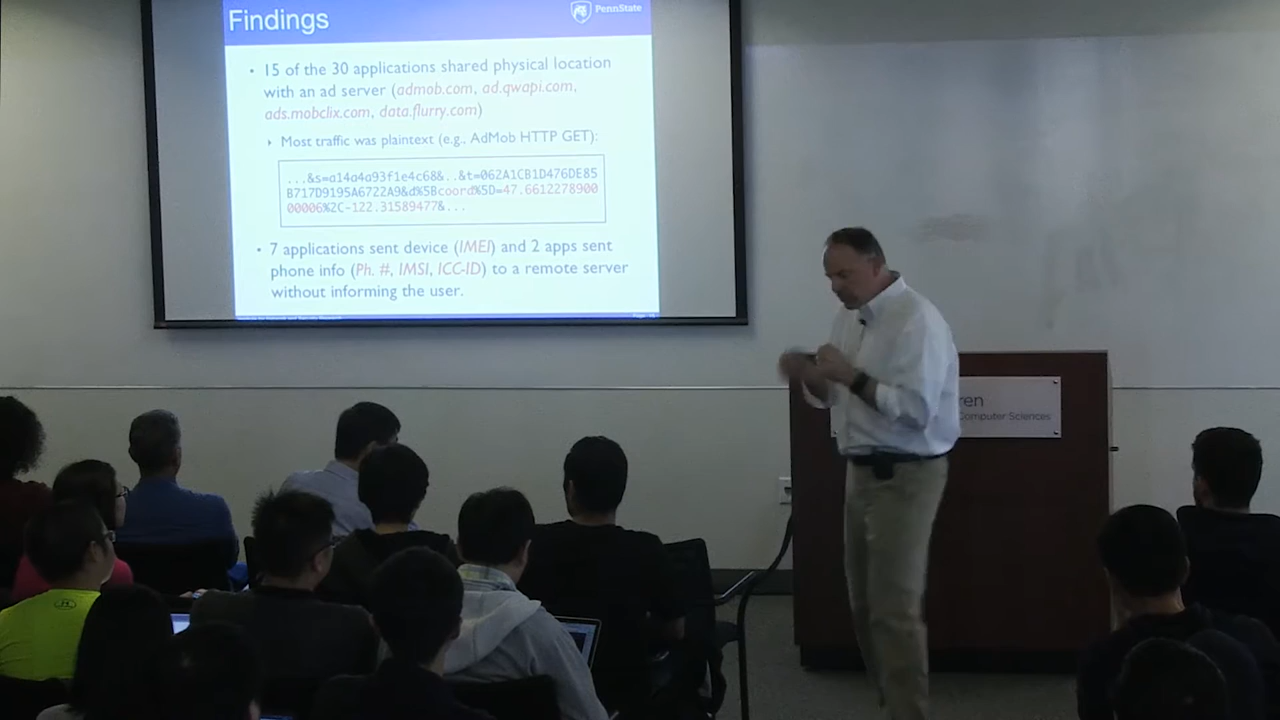 Findings
PennState
• 15 of the 30 applications shared physical location
with an ad server (admob.com, ad.qwapi.com,
ads.mobclix.com, data.flurry.com)
‣ Most traffic was plaintext (e.g., AdMob HTTP GET):
...&s=a14a4a93f1e4c68&..&t=062A1CB1D476DE85
B717D9195A6722A9&d%5Bcoord%5D=47.6612278900
00006%2C-122.31589477&...
• 7 applications sent device (IMEI) and 2 apps sent
phone info (Ph. #, IMSI, ICC-ID) to a remote server
without informing the user.
ren
Computer Sciences